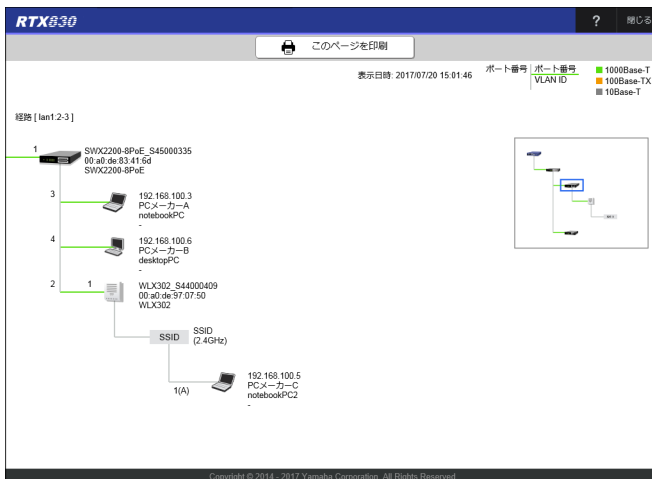 RTX830
?
閉じる
このページを印刷
表示日時: 2017/07/20 15:01:46
ポート番号
ポート番号
VLAN ID
1000Base-T
100Base-TX
10Base-T
経路 [ lan1:2-3 ]
1
SWX2200-8PoE_S45000335
00:a0:de:83:41:6d
SWX2200-8PoE
3
192.168.100.3
PCメーカーA
notebookPC
-
4
192.168.100.6
PCメーカーB
desktopPC
-
2
1
WLX302_S44000409
00:a0:de:97:07:50
WLX302
SSID
SSID
(2.4GHz)
1(A)
192.168.100.5
PCメーカーC
notebookPC2
-
Copyright © 2014 - 2017 Yamaha Corporation. All Rights Reserved.